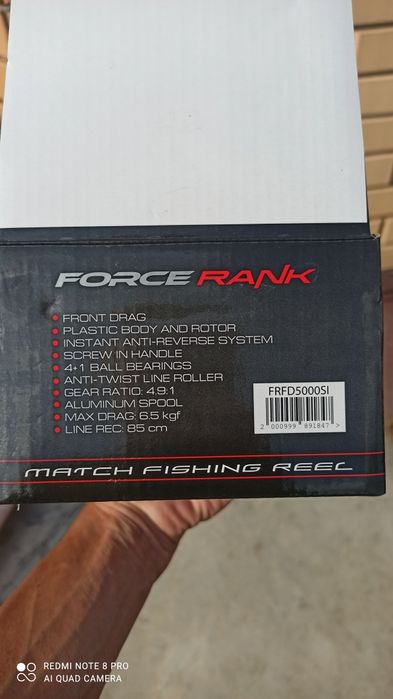 FORCE RANK
FRONT DRAG
PLASTIC BODY AND ROTOR
INSTANT ANTI-REVERSE SYSTEM
SCREW IN HANDLE
4+1 BALL BEARINGS
ANTI-TWIST LINE ROLLER
GEAR RATIO: 4.9:1
ALUMINUM SPOOL
MAX DRAG: 6.5 kgf
LINE REC: 85 cm
FRFD5000SI
2 000999 891847 >
MATCH FISHING REEL
REDMI NOTE 8 PRO
AI QUAD CAMERA